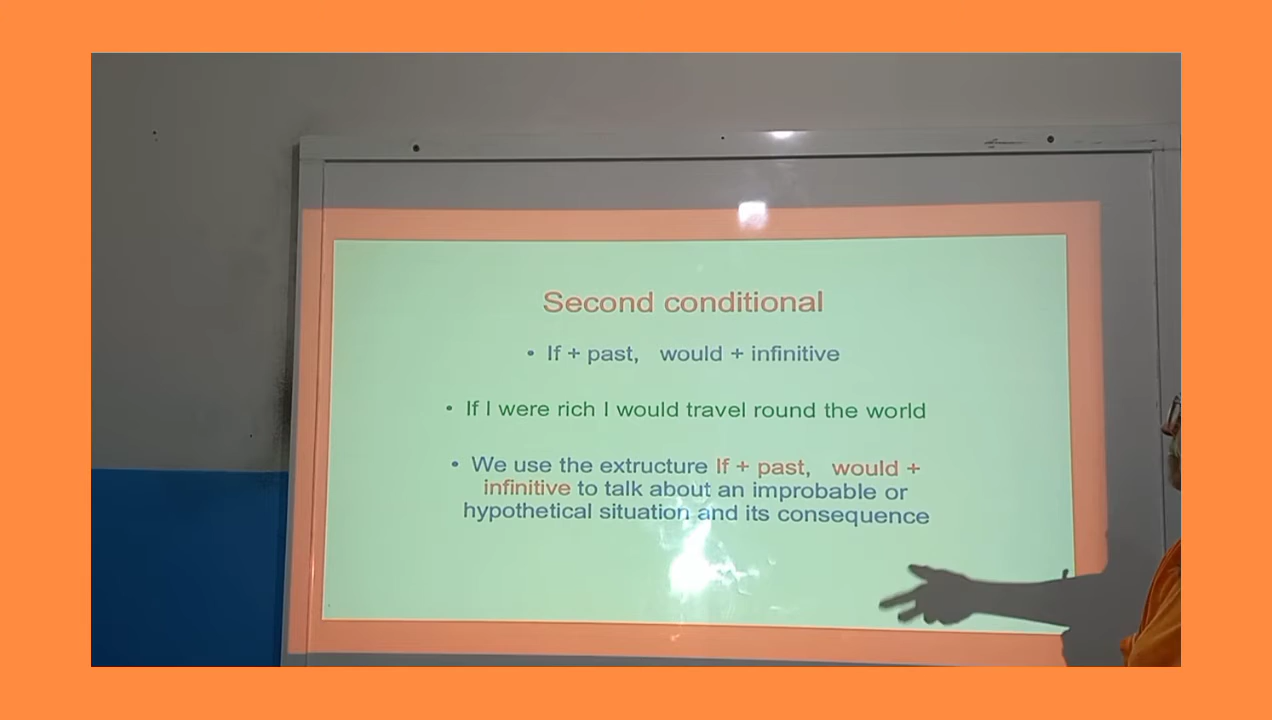 Second conditional
• If + past, would + infinitive
• If I were rich I would travel round the world
• We use the extructure If + past, would +
infinitive to talk about an improbable or
hypothetical situation and its consequence